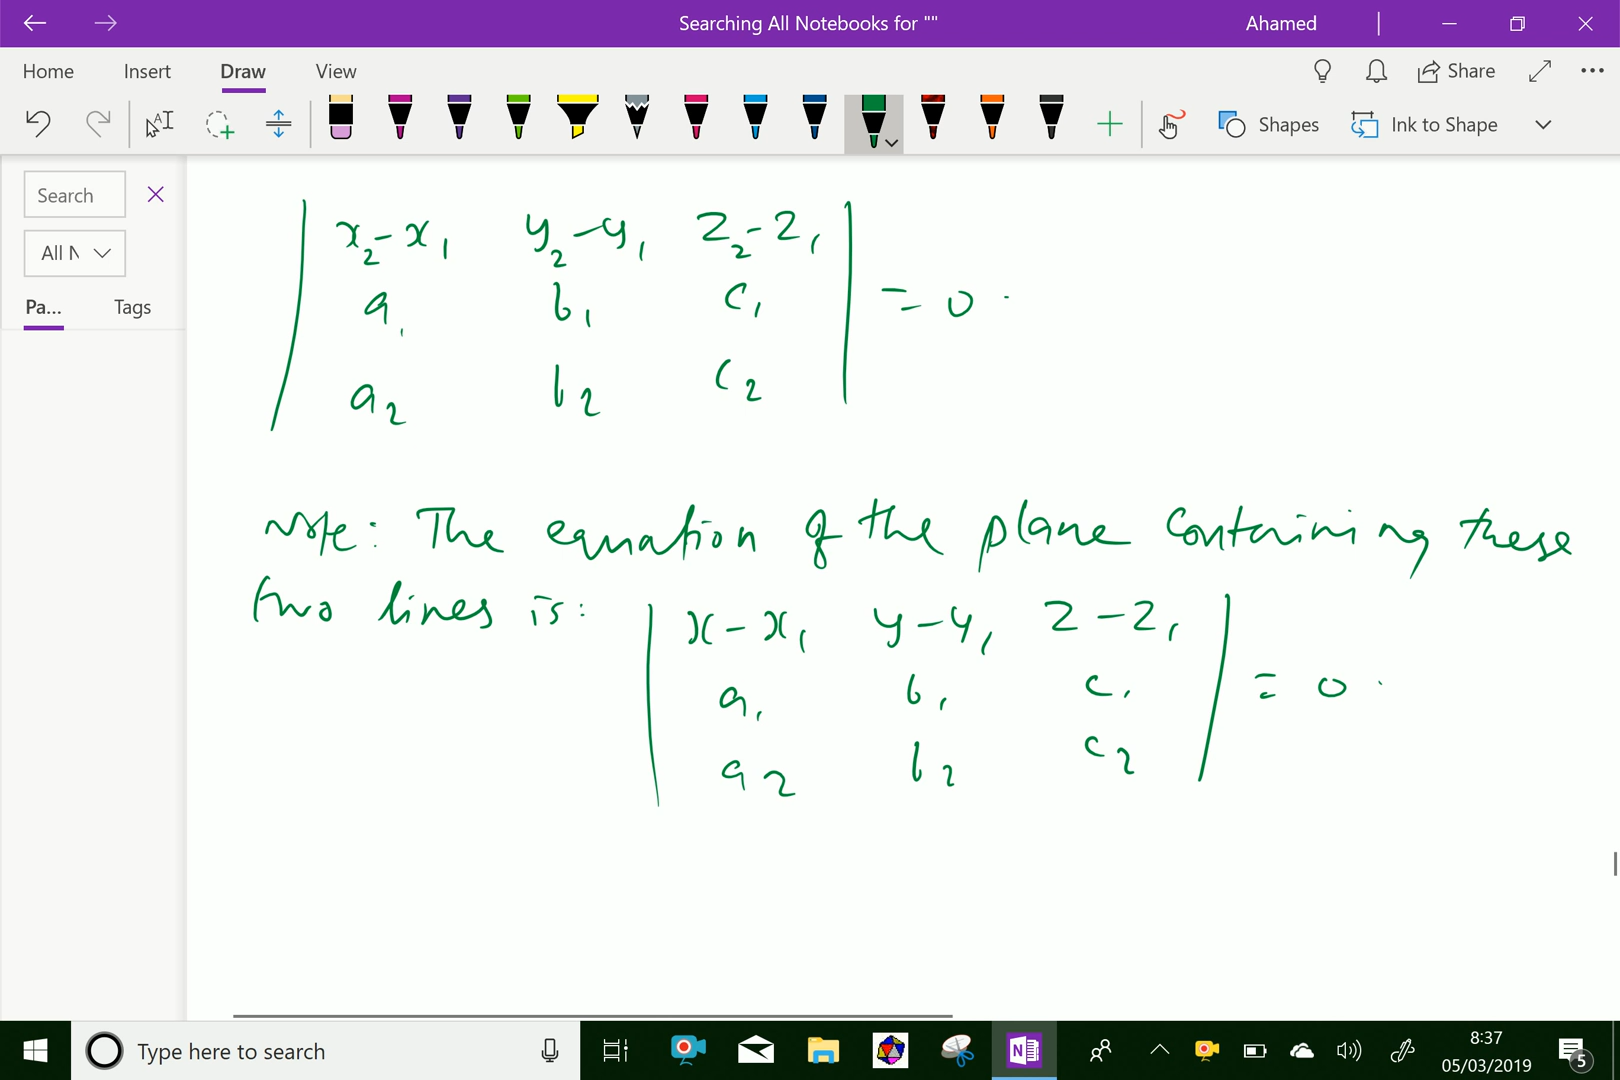 Searching All Notebooks for ""
Ahamed
Home Insert Draw View
Share
Shapes
Ink to Shape
Search
All N
Pa... Tags
x₂-x₁ y₂-y₁ z₂-z₁
a₁ b₁ c₁ = 0.
a₂ b₂ c₂
Note: The equation of the plane containing these
two lines is:
x-x₁ y-y₁ z-z₁
a₁ b₁ c₁ = 0.
a₂ b₂ c₂
Type here to search
8:37
05/03/2019
5